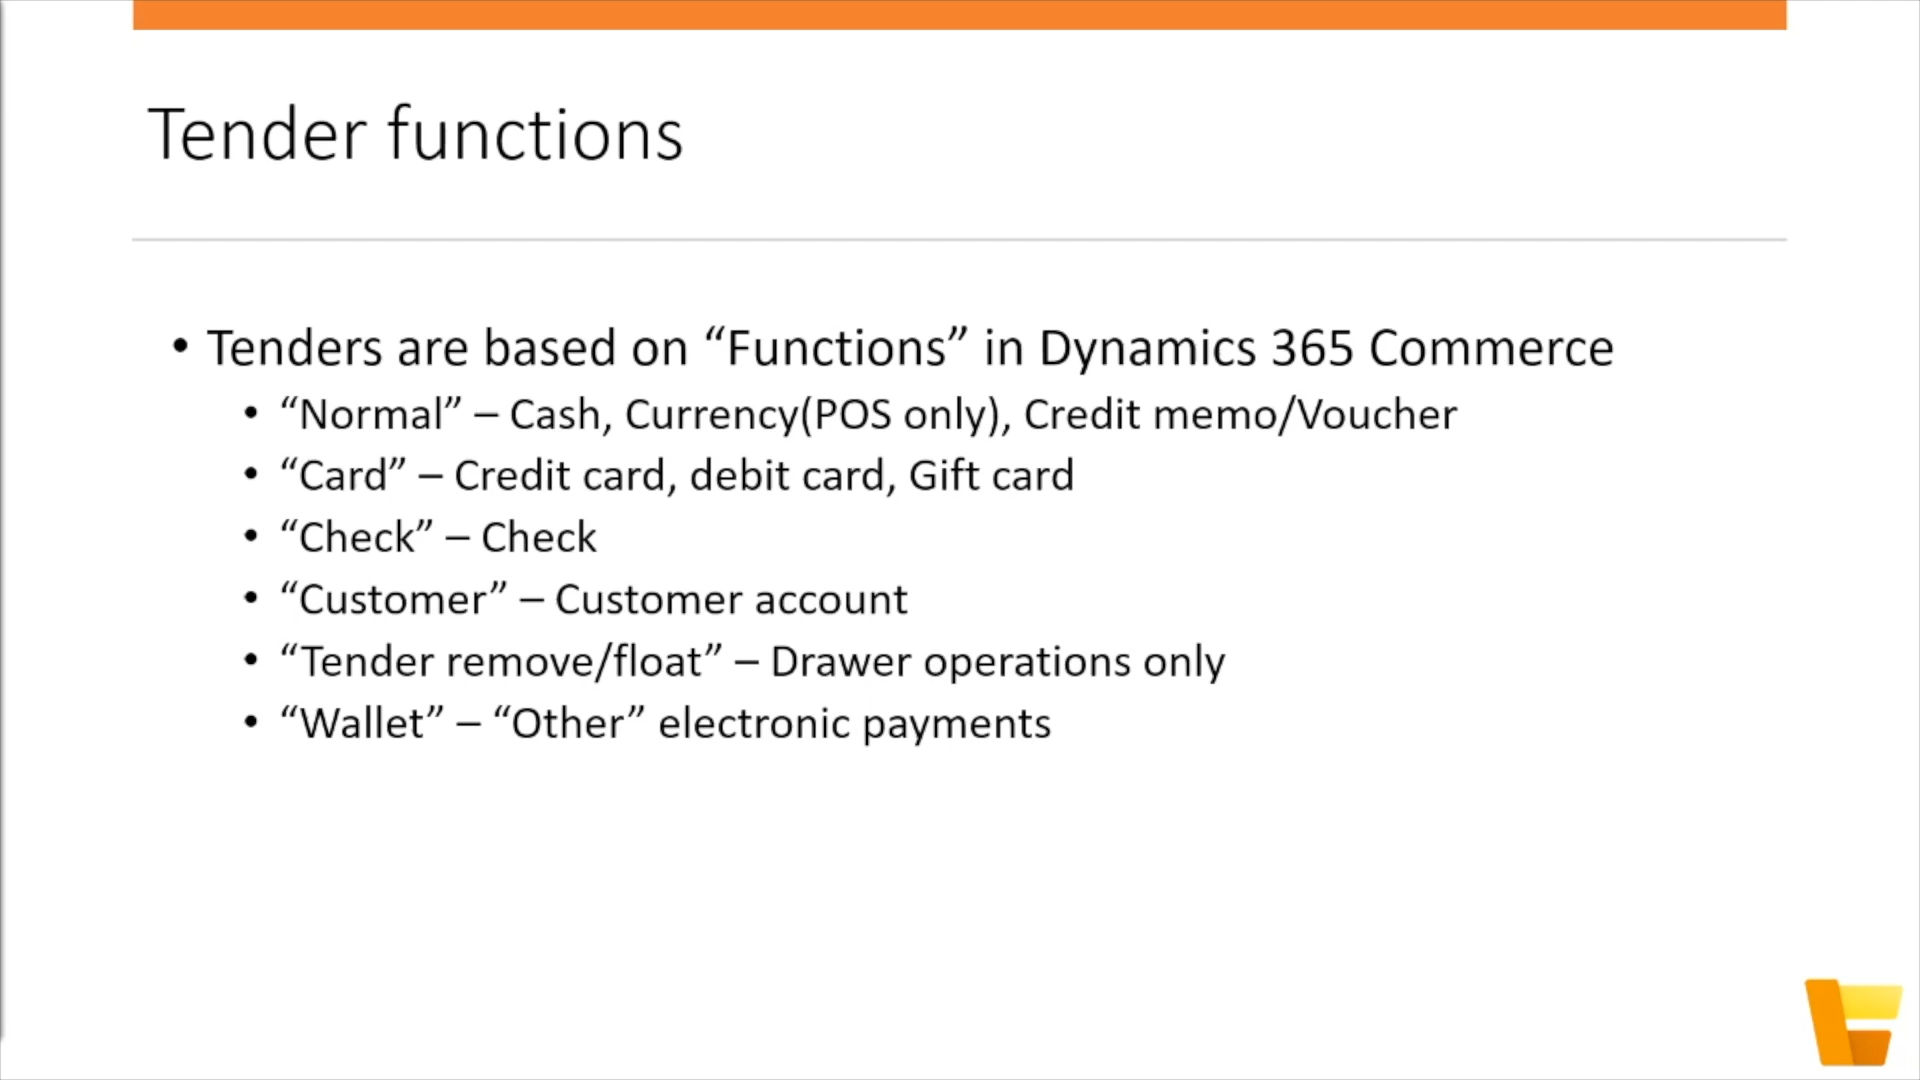 Tender functions
• Tenders are based on “Functions” in Dynamics 365 Commerce
• “Normal” – Cash, Currency(POS only), Credit memo/Voucher
• “Card” – Credit card, debit card, Gift card
• “Check” – Check
• “Customer” – Customer account
• “Tender remove/float” – Drawer operations only
• “Wallet” – “Other” electronic payments